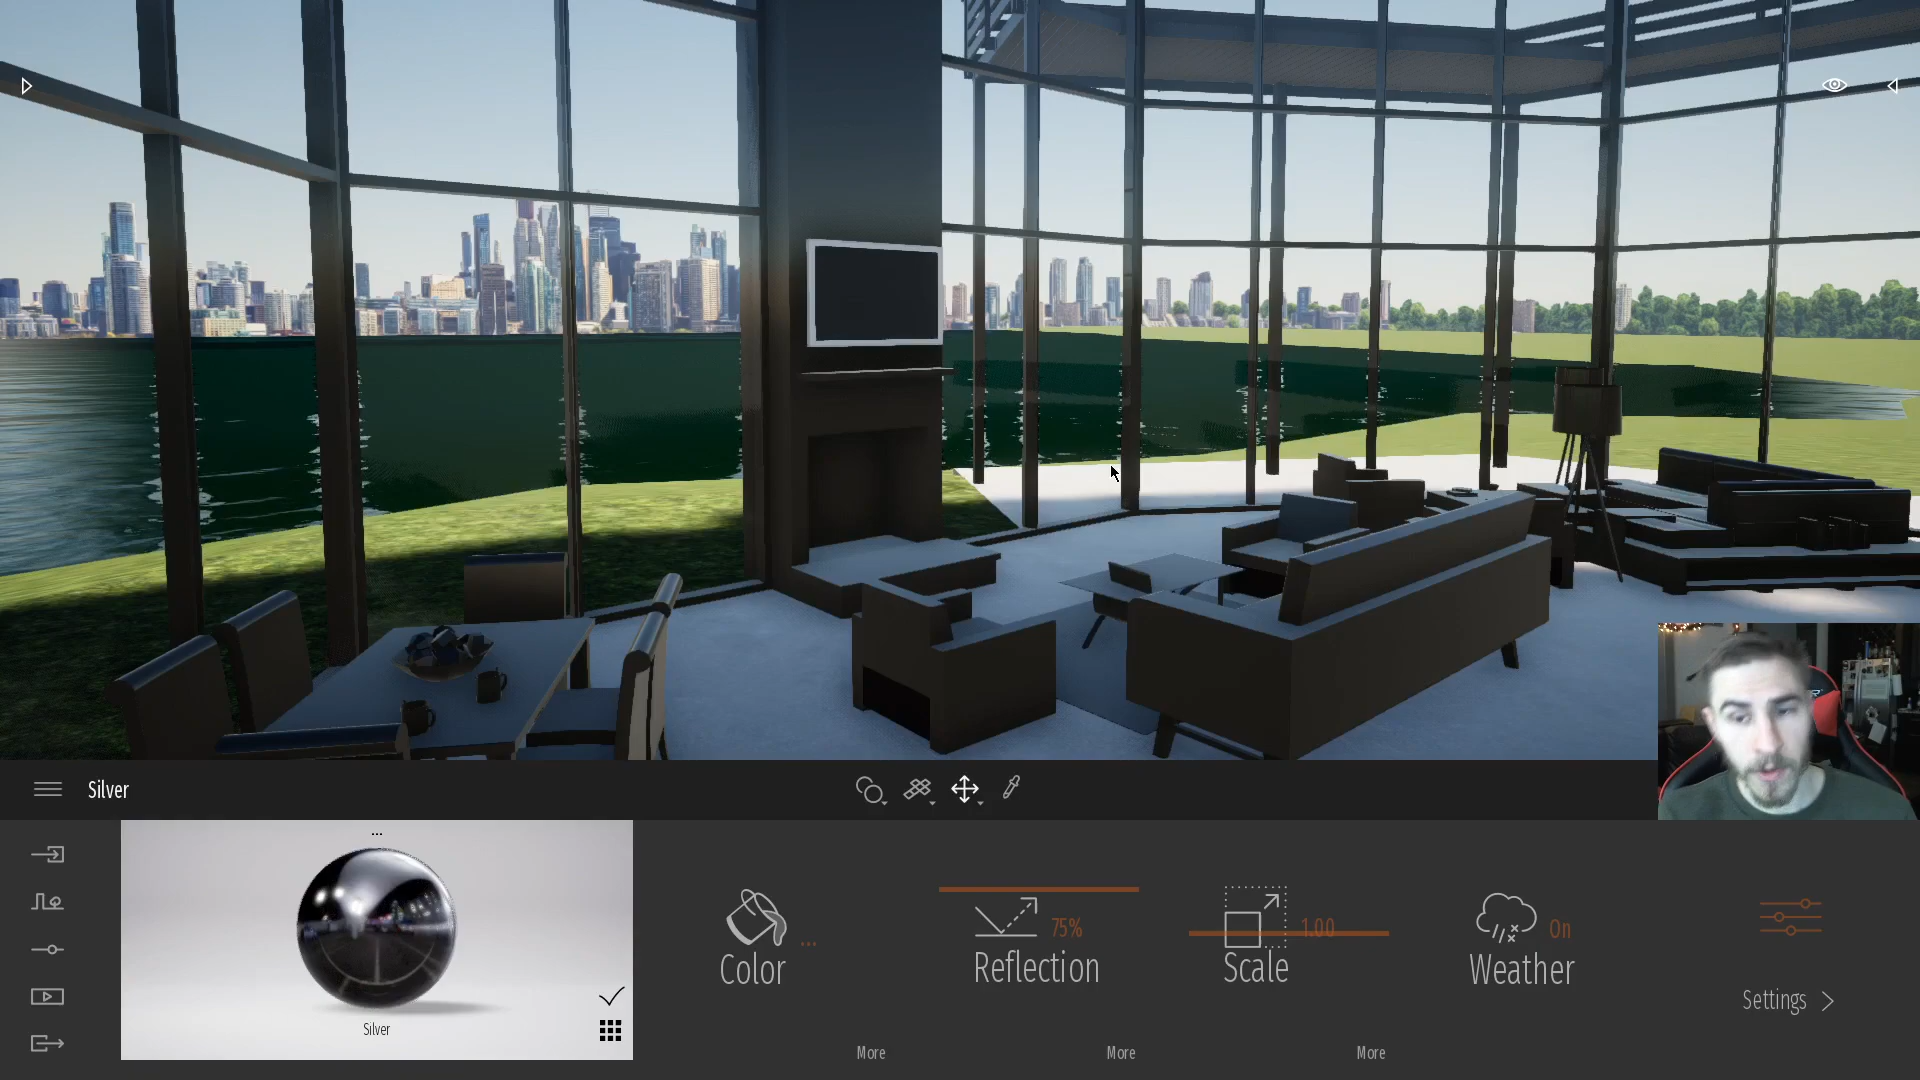 Silver
...
Silver
...
Color
75%
Reflection
1.00
Scale
On
Weather
Settings
More
More
More